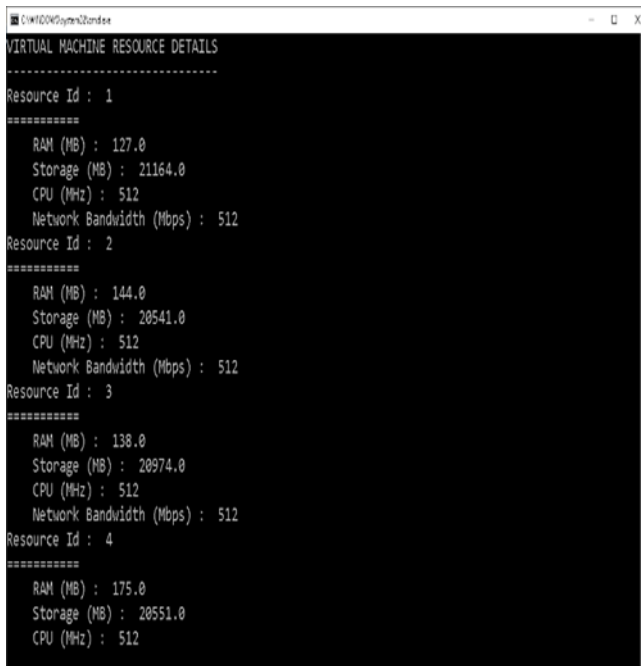 VIRTUAL MACHINE RESOURCE DETAILS
--------------------------------
Resource Id :  1
===========
RAM (MB) :  127.0
Storage (MB) :  21164.0
CPU (MHz) :  512
Network Bandwidth (Mbps) :  512
Resource Id :  2
===========
RAM (MB) :  144.0
Storage (MB) :  20541.0
CPU (MHz) :  512
Network Bandwidth (Mbps) :  512
Resource Id :  3
===========
RAM (MB) :  138.0
Storage (MB) :  20974.0
CPU (MHz) :  512
Network Bandwidth (Mbps) :  512
Resource Id :  4
===========
RAM (MB) :  175.0
Storage (MB) :  20551.0
CPU (MHz) :  512